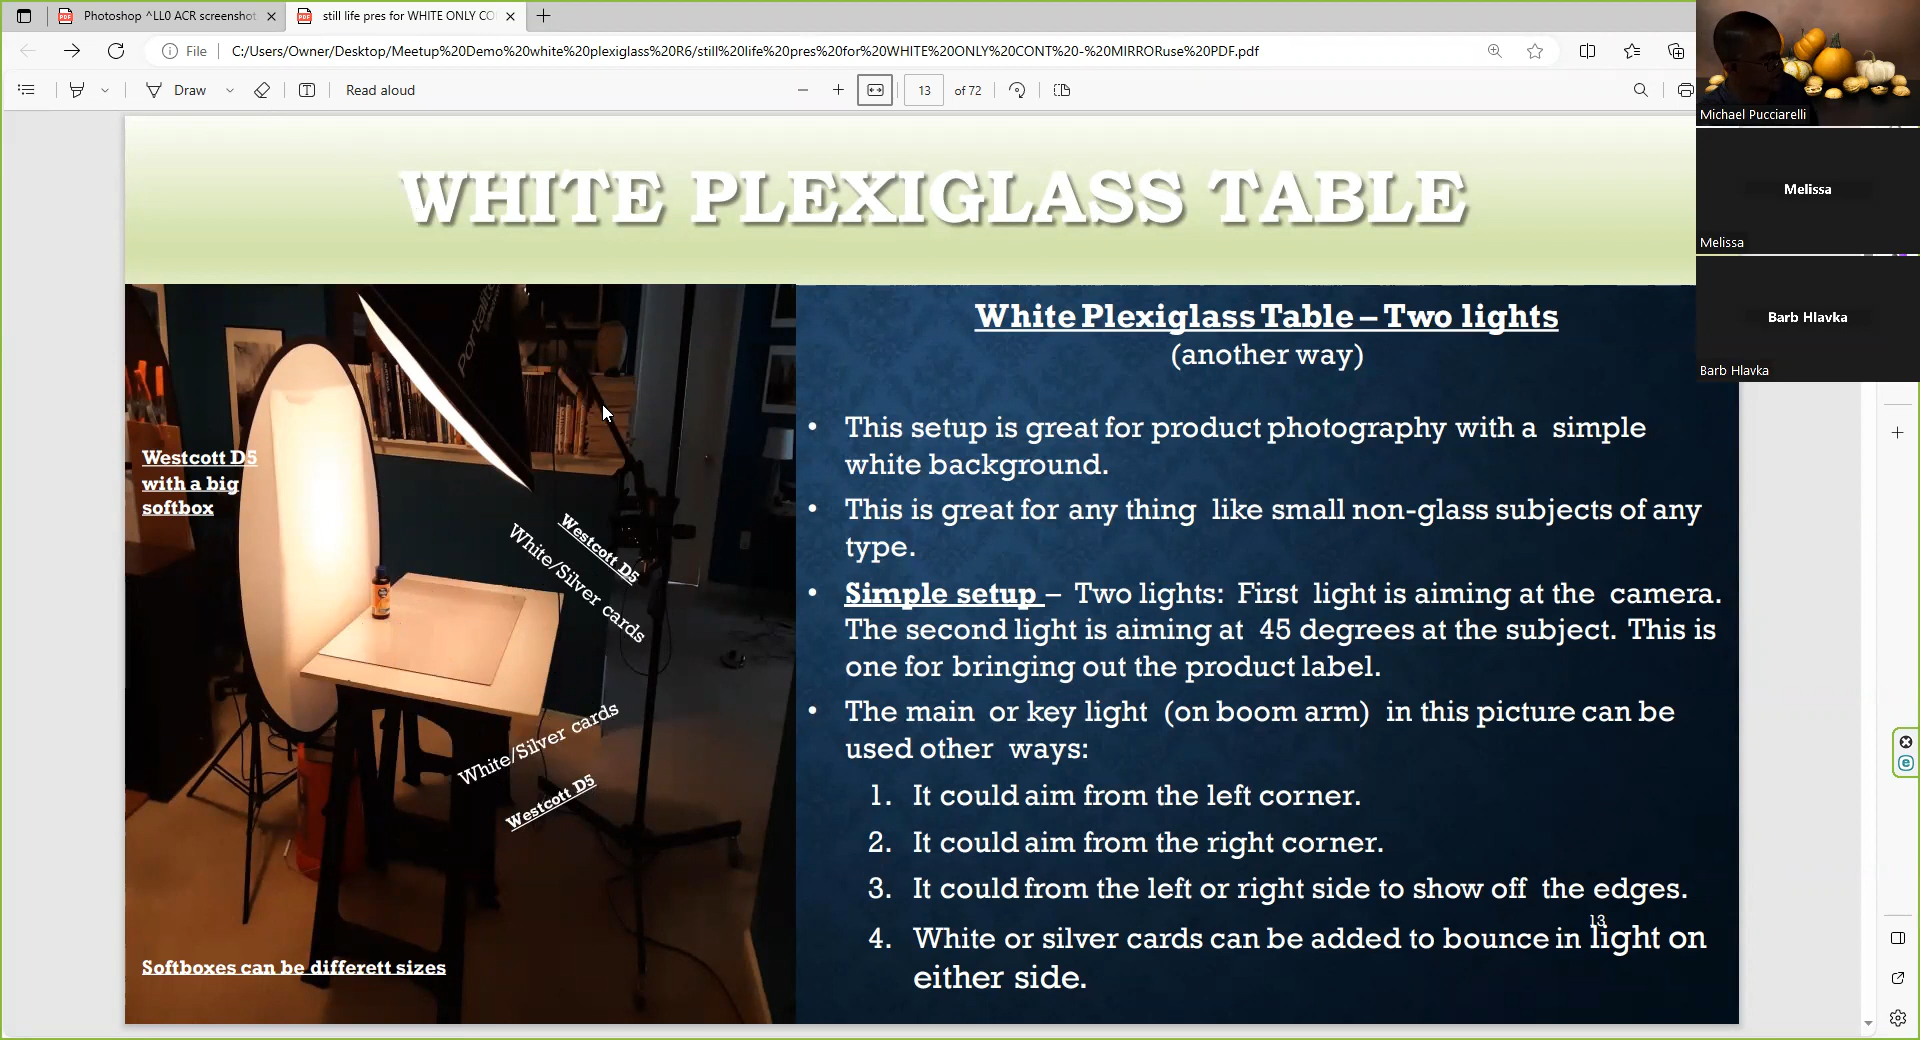 Photoshop ^LL0 ACR screenshot
still life pres for WHITE ONLY CO
File
C:/Users/Owner/Desktop/Meetup%20Demo%20white%20plexiglass%20R6/still%20life%20pres%20for%20WHITE%20ONLY%20CONT%20-%20MIRRORuse%20PDF.pdf
Draw
Read aloud
13
of 72
Michael Pucciarelli
Melissa
Melissa
Barb Hlavka
Barb Hlavka
WHITE PLEXIGLASS TABLE
Portalite
Westcott D5
with a big
softbox
Westcott D5
White/Silver cards
White/Silver cards
Westcott D5
Softboxes can be differett sizes
White Plexiglass Table – Two lights
(another way)
• This setup is great for product photography with a simple
white background.
• This is great for any thing like small non-glass subjects of any
type.
• Simple setup – Two lights: First light is aiming at the camera.
The second light is aiming at 45 degrees at the subject. This is
one for bringing out the product label.
• The main or key light (on boom arm) in this picture can be
used other ways:
1. It could aim from the left corner.
2. It could aim from the right corner.
3. It could from the left or right side to show off the edges.
13
4. White or silver cards can be added to bounce in light on
either side.